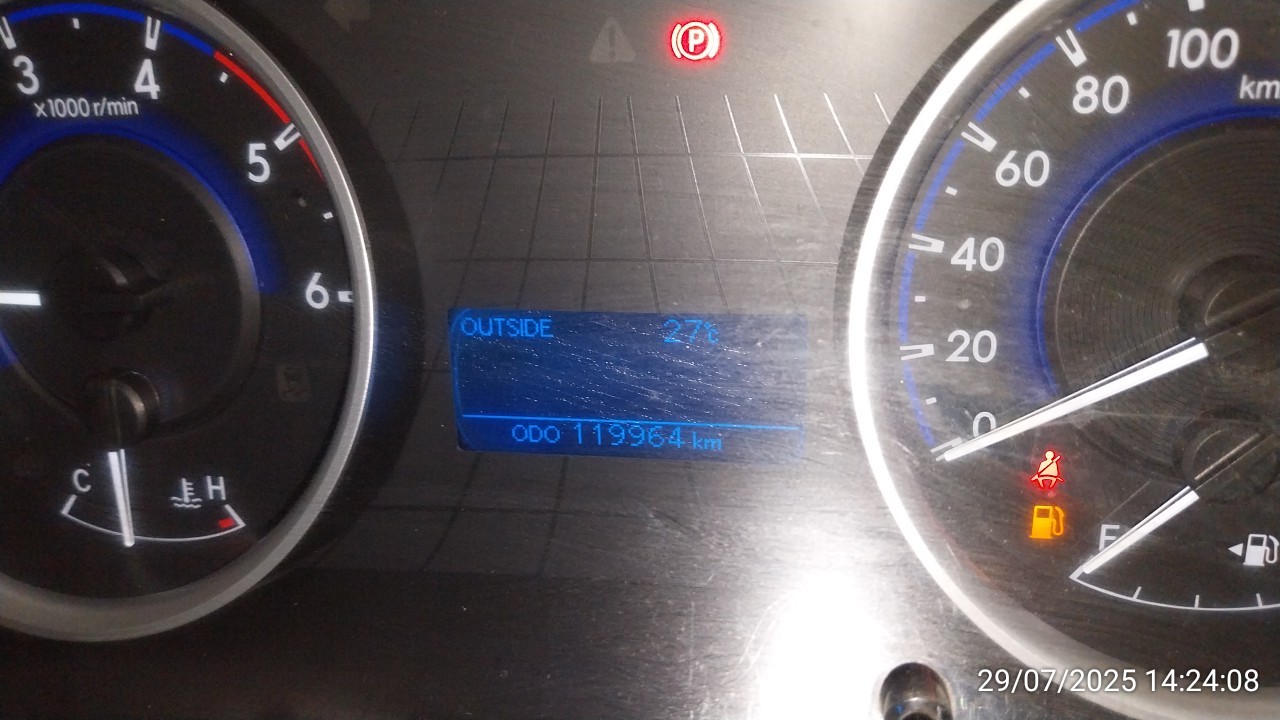 3
4
x1000 r/min
5
6
C
H
P
OUTSIDE 27℃
ODO 119964 km
100
km
80
60
40
20
0
E
29/07/2025 14:24:08